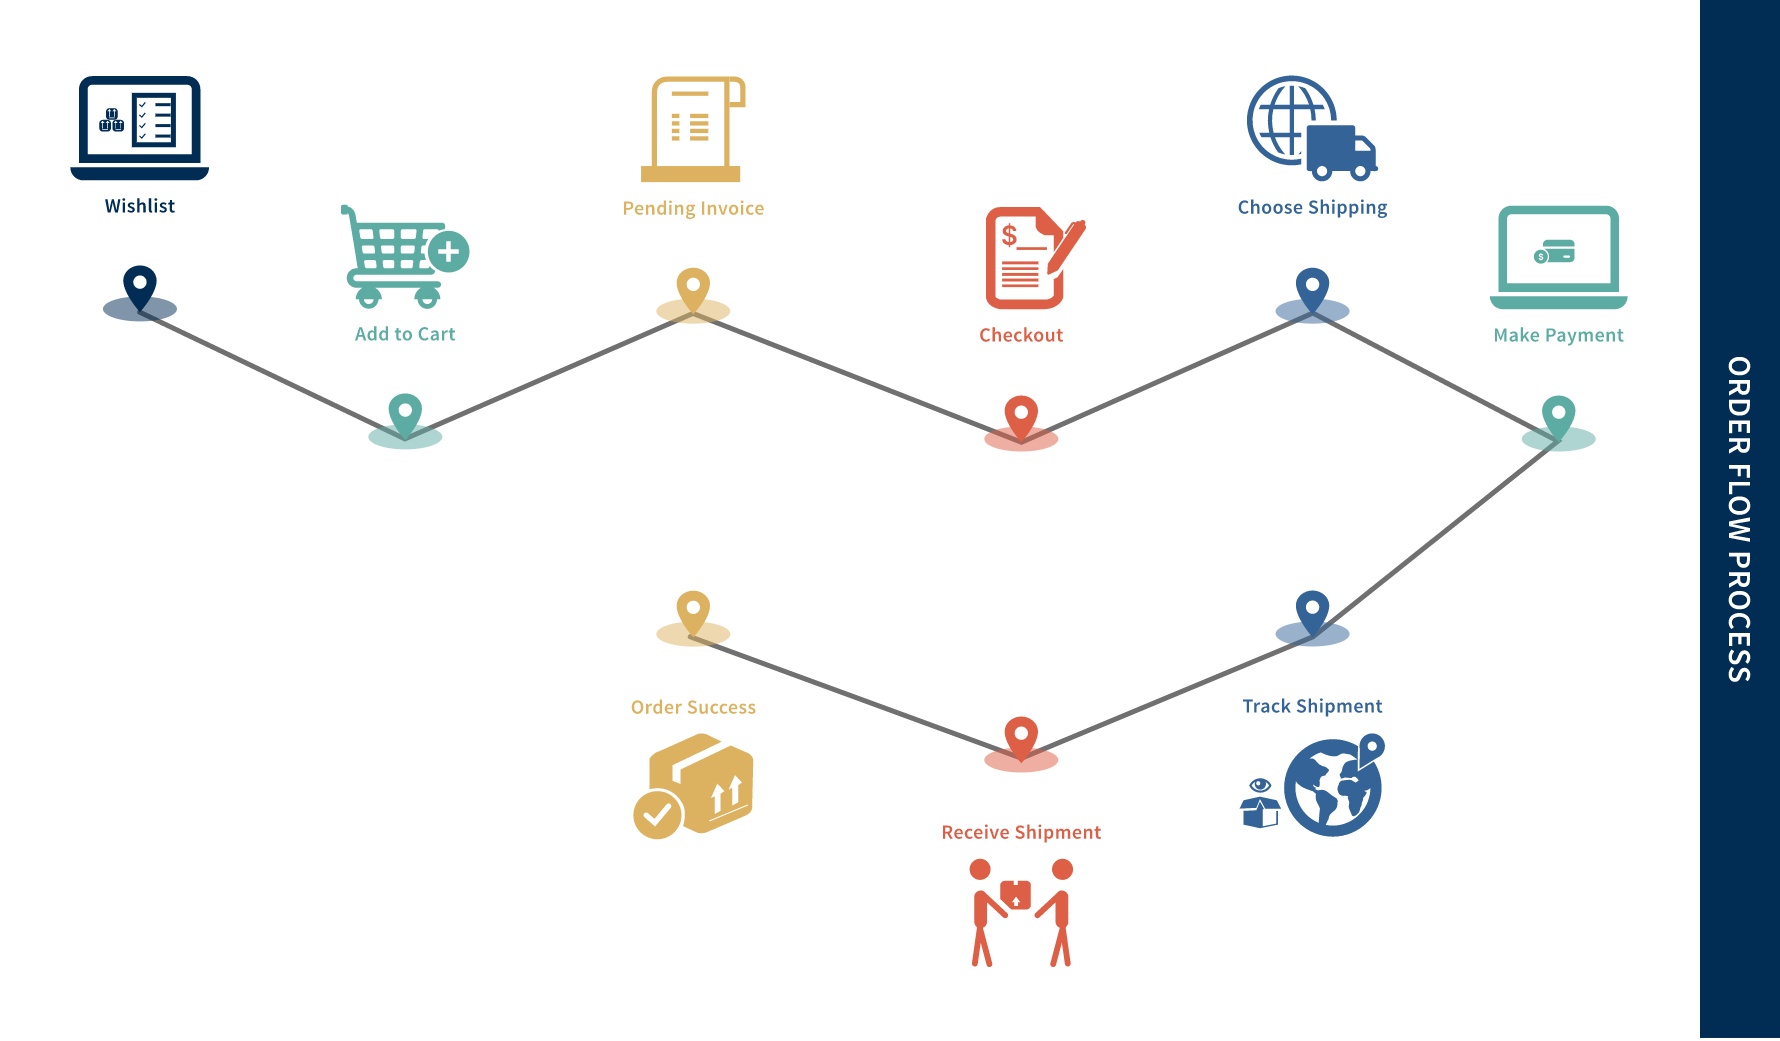 Wishlist
Add to Cart
Pending Invoice
$
Checkout
Choose Shipping
$
Make Payment
Track Shipment
Receive Shipment
Order Success
ORDER FLOW PROCESS